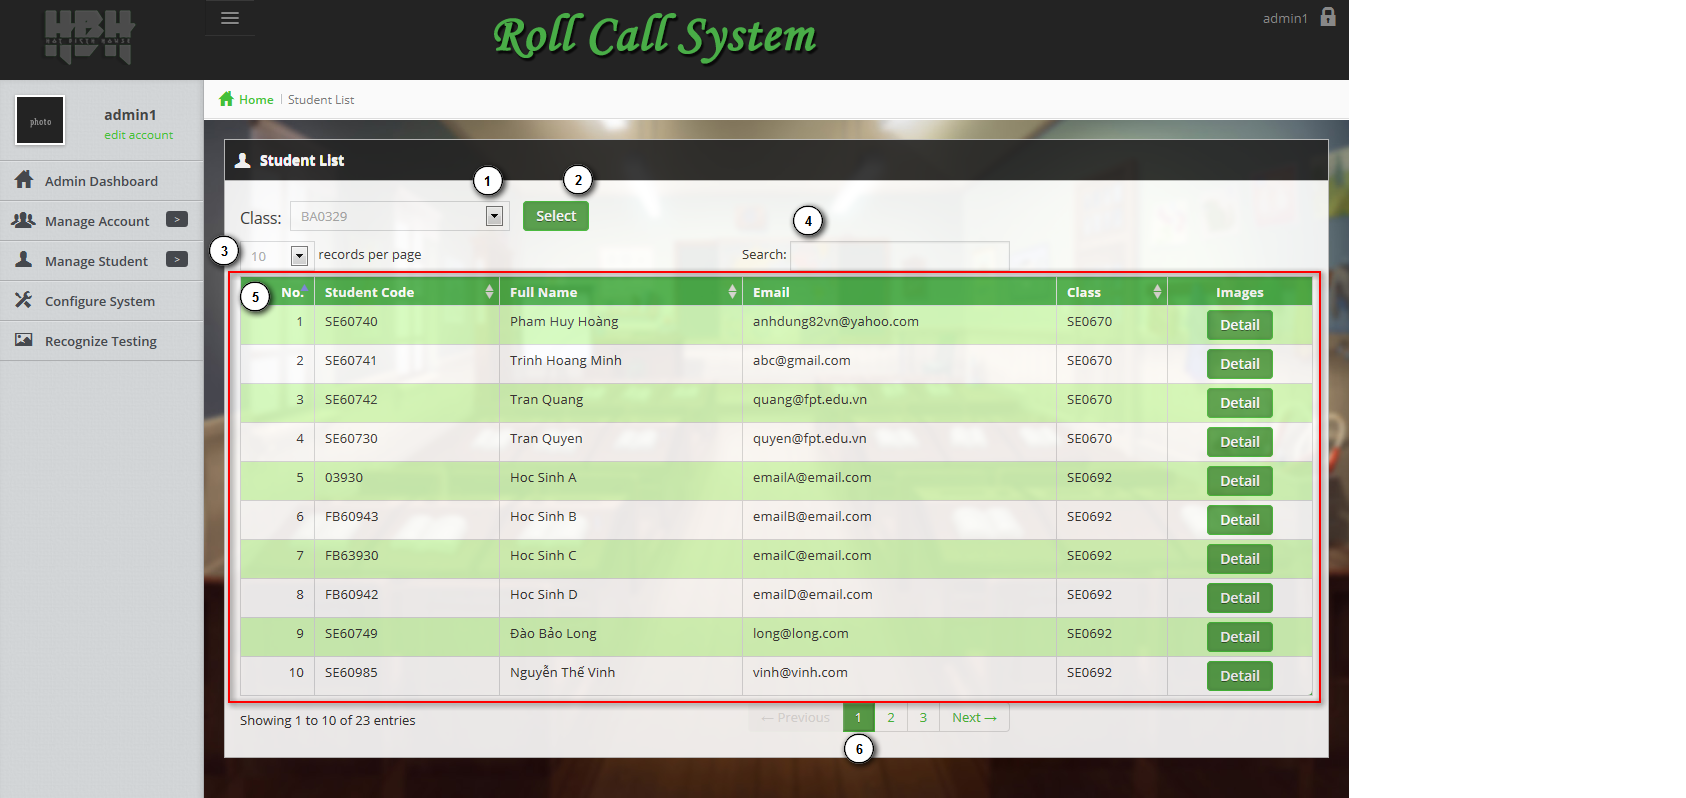 HBH
Roll Call System
admin1
photo
admin1
edit account
Admin Dashboard
Manage Account >
Manage Student >
Configure System
Recognize Testing
Home | Student List
Student List
1
2
Class: BA0329 Select
3
4
10 records per page Search:
5
No. Student Code Full Name Email Class Images
1 SE60740 Pham Huy Hoàng anhdung82vn@yahoo.com SE0670 Detail
2 SE60741 Trinh Hoang Minh abc@gmail.com SE0670 Detail
3 SE60742 Tran Quang quang@fpt.edu.vn SE0670 Detail
4 SE60730 Tran Quyen quyen@fpt.edu.vn SE0670 Detail
5 03930 Hoc Sinh A emailA@email.com SE0692 Detail
6 FB60943 Hoc Sinh B emailB@email.com SE0692 Detail
7 FB63930 Hoc Sinh C emailC@email.com SE0692 Detail
8 FB60942 Hoc Sinh D emailD@email.com SE0692 Detail
9 SE60749 Đào Bảo Long long@long.com SE0692 Detail
10 SE60985 Nguyễn Thế Vinh vinh@vinh.com SE0692 Detail
Showing 1 to 10 of 23 entries ← Previous 1 2 3 Next →
6